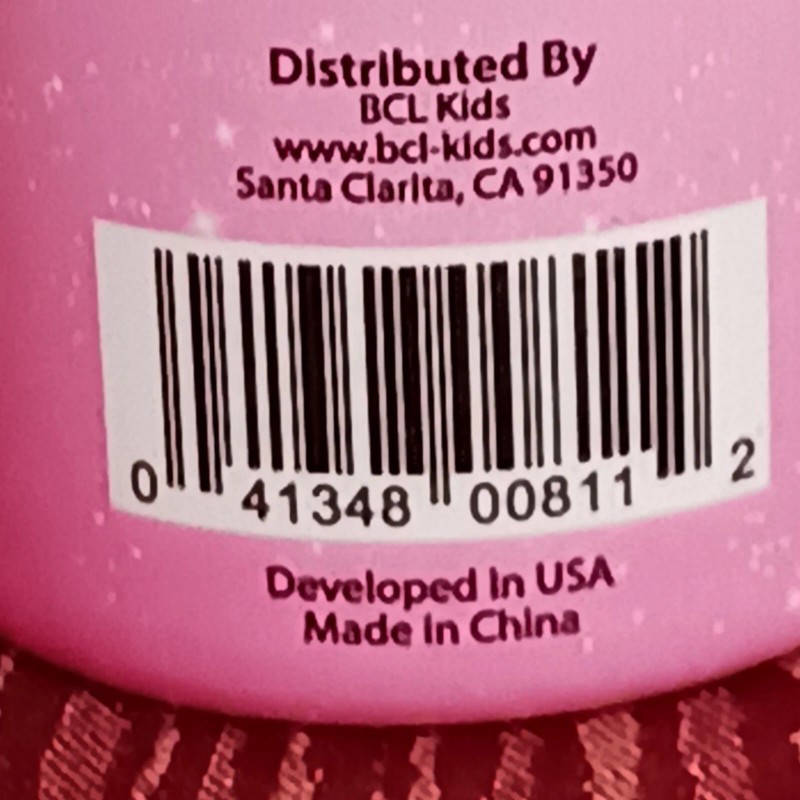 Distributed By
BCL Kids
www.bcl-kids.com
Santa Clarita, CA 91350
0 41348 00811 2
Developed In USA
Made in China